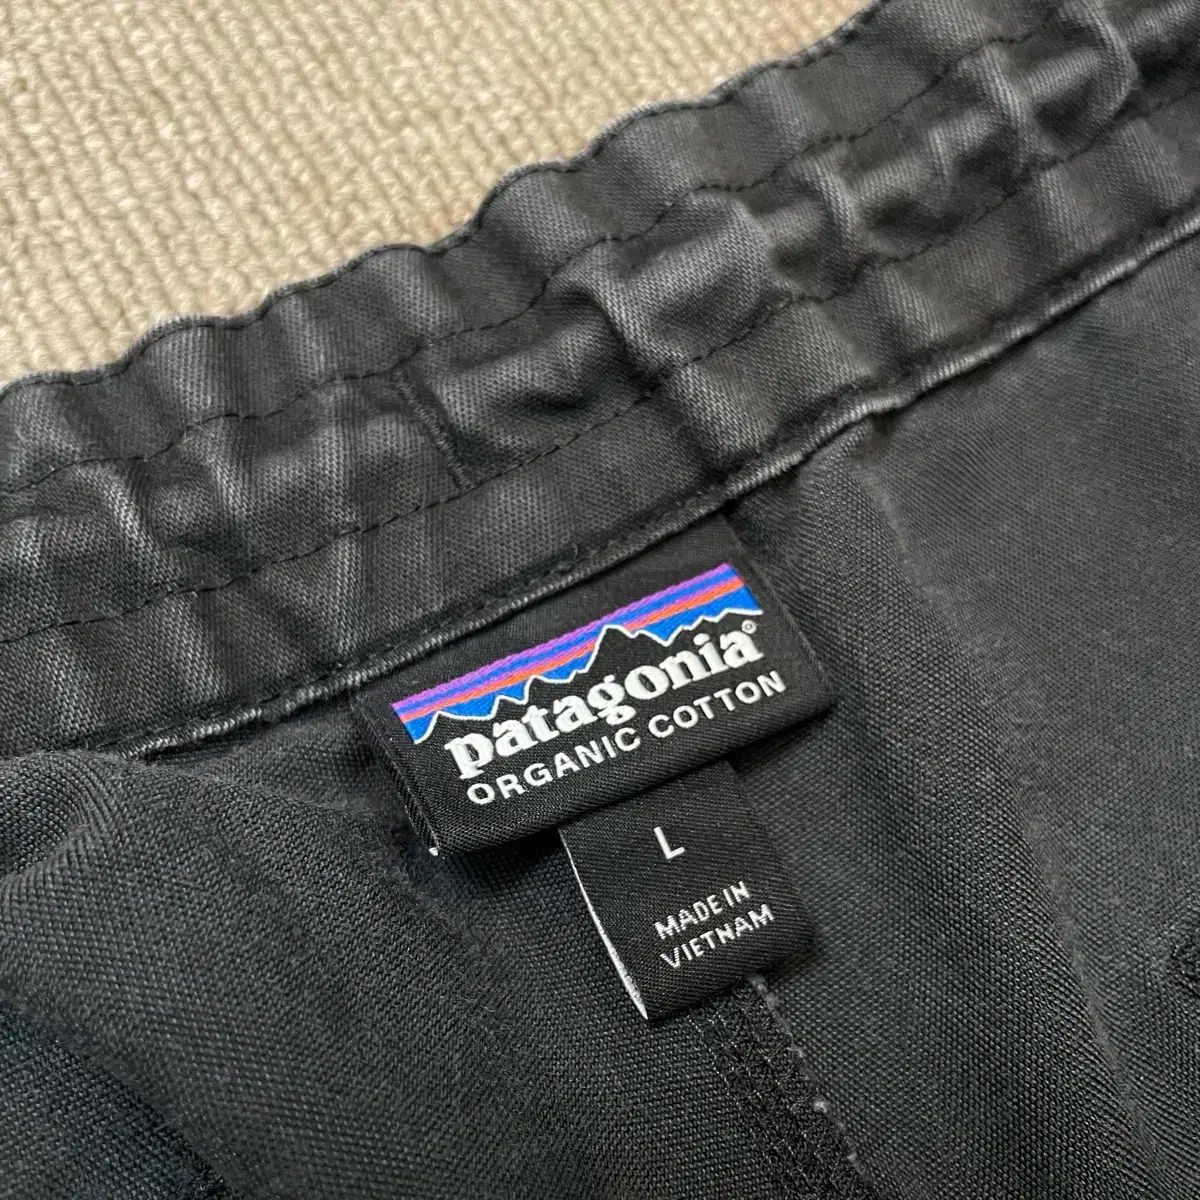 patagonia®
ORGANIC COTTON
L
MADE IN
VIETNAM